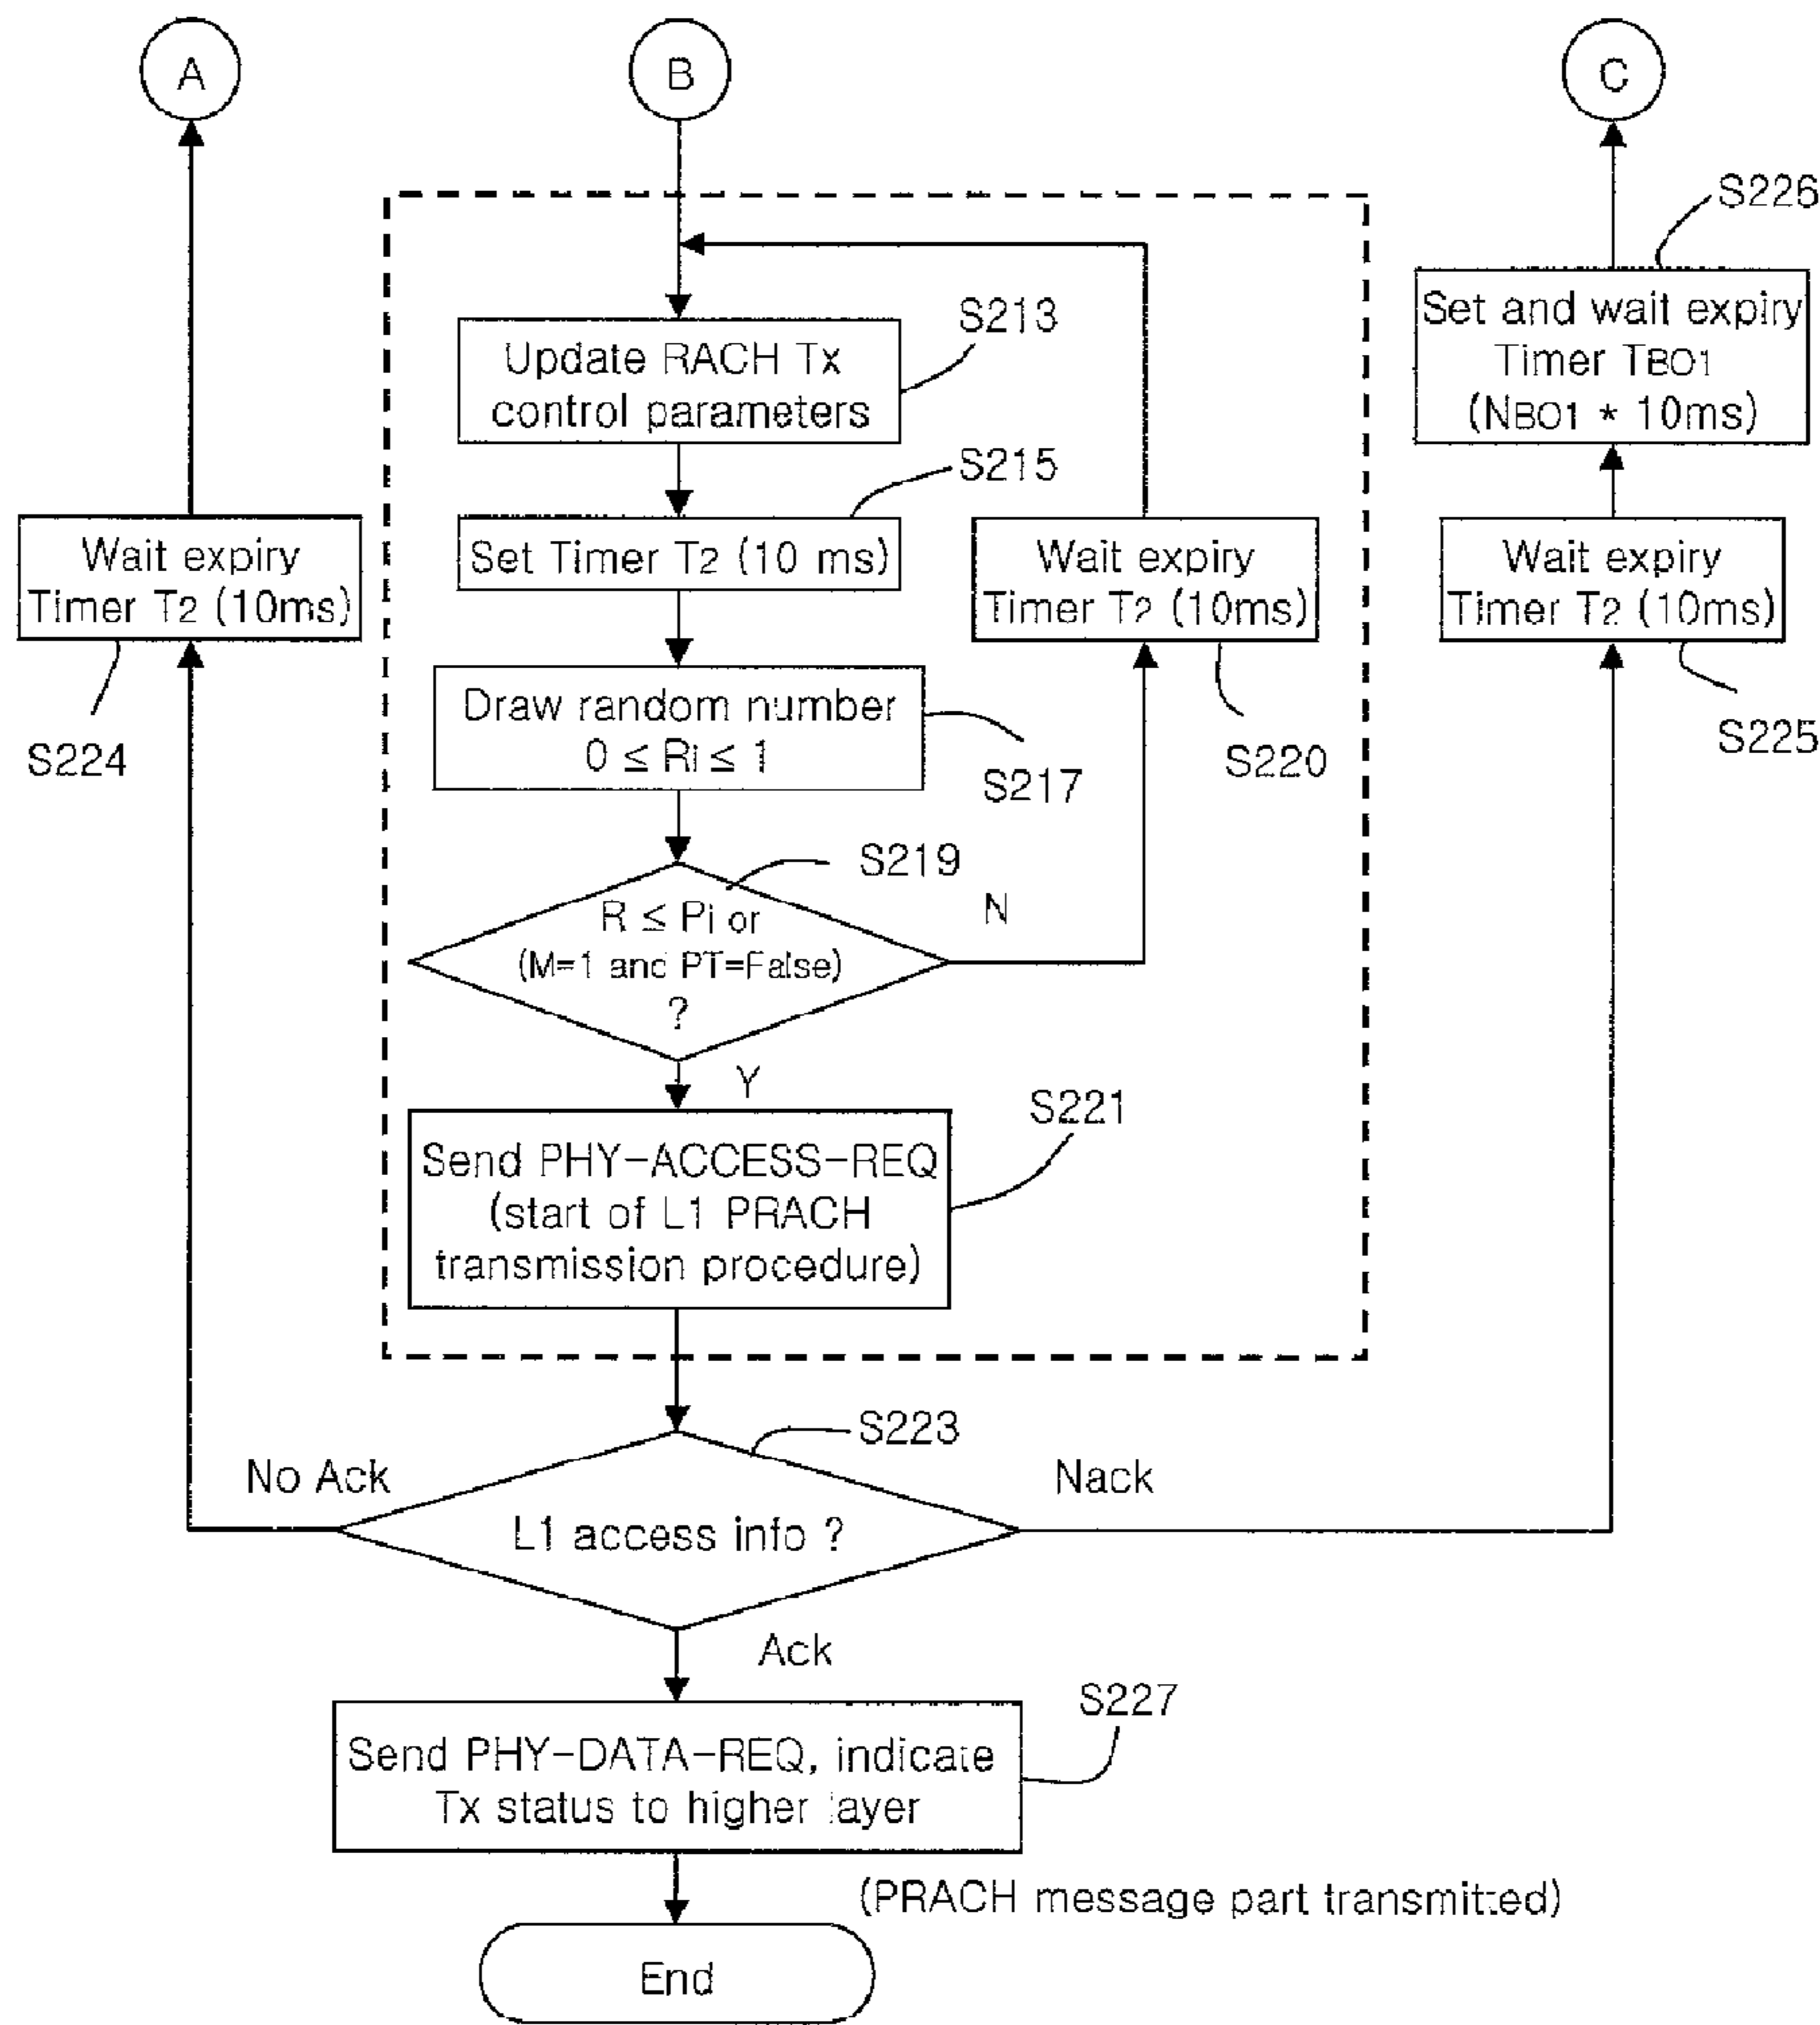 A
B
C
S226
Set and wait expiry
Timer TBO1
(NBO1 * 10ms)
S213
Update RACH Tx
control parameters
S215
Set Timer T2 (10 ms)
Wait expiry
Timer T2 (10ms)
S224
Wait expiry
Timer T2 (10ms)
S220
Wait expiry
Timer T2 (10ms)
S225
Draw random number
0 ≤ Ri ≤ 1
S217
S219
R ≤ Pi or
(M=1 and PT=False)
?
N
Y
S221
Send PHY-ACCESS-REQ
(start of L1 PRACH
transmission procedure)
S223
No Ack
Nack
L1 access info ?
Ack
S227
Send PHY-DATA-REQ, indicate
Tx status to higher layer
(PRACH message part transmitted)
End